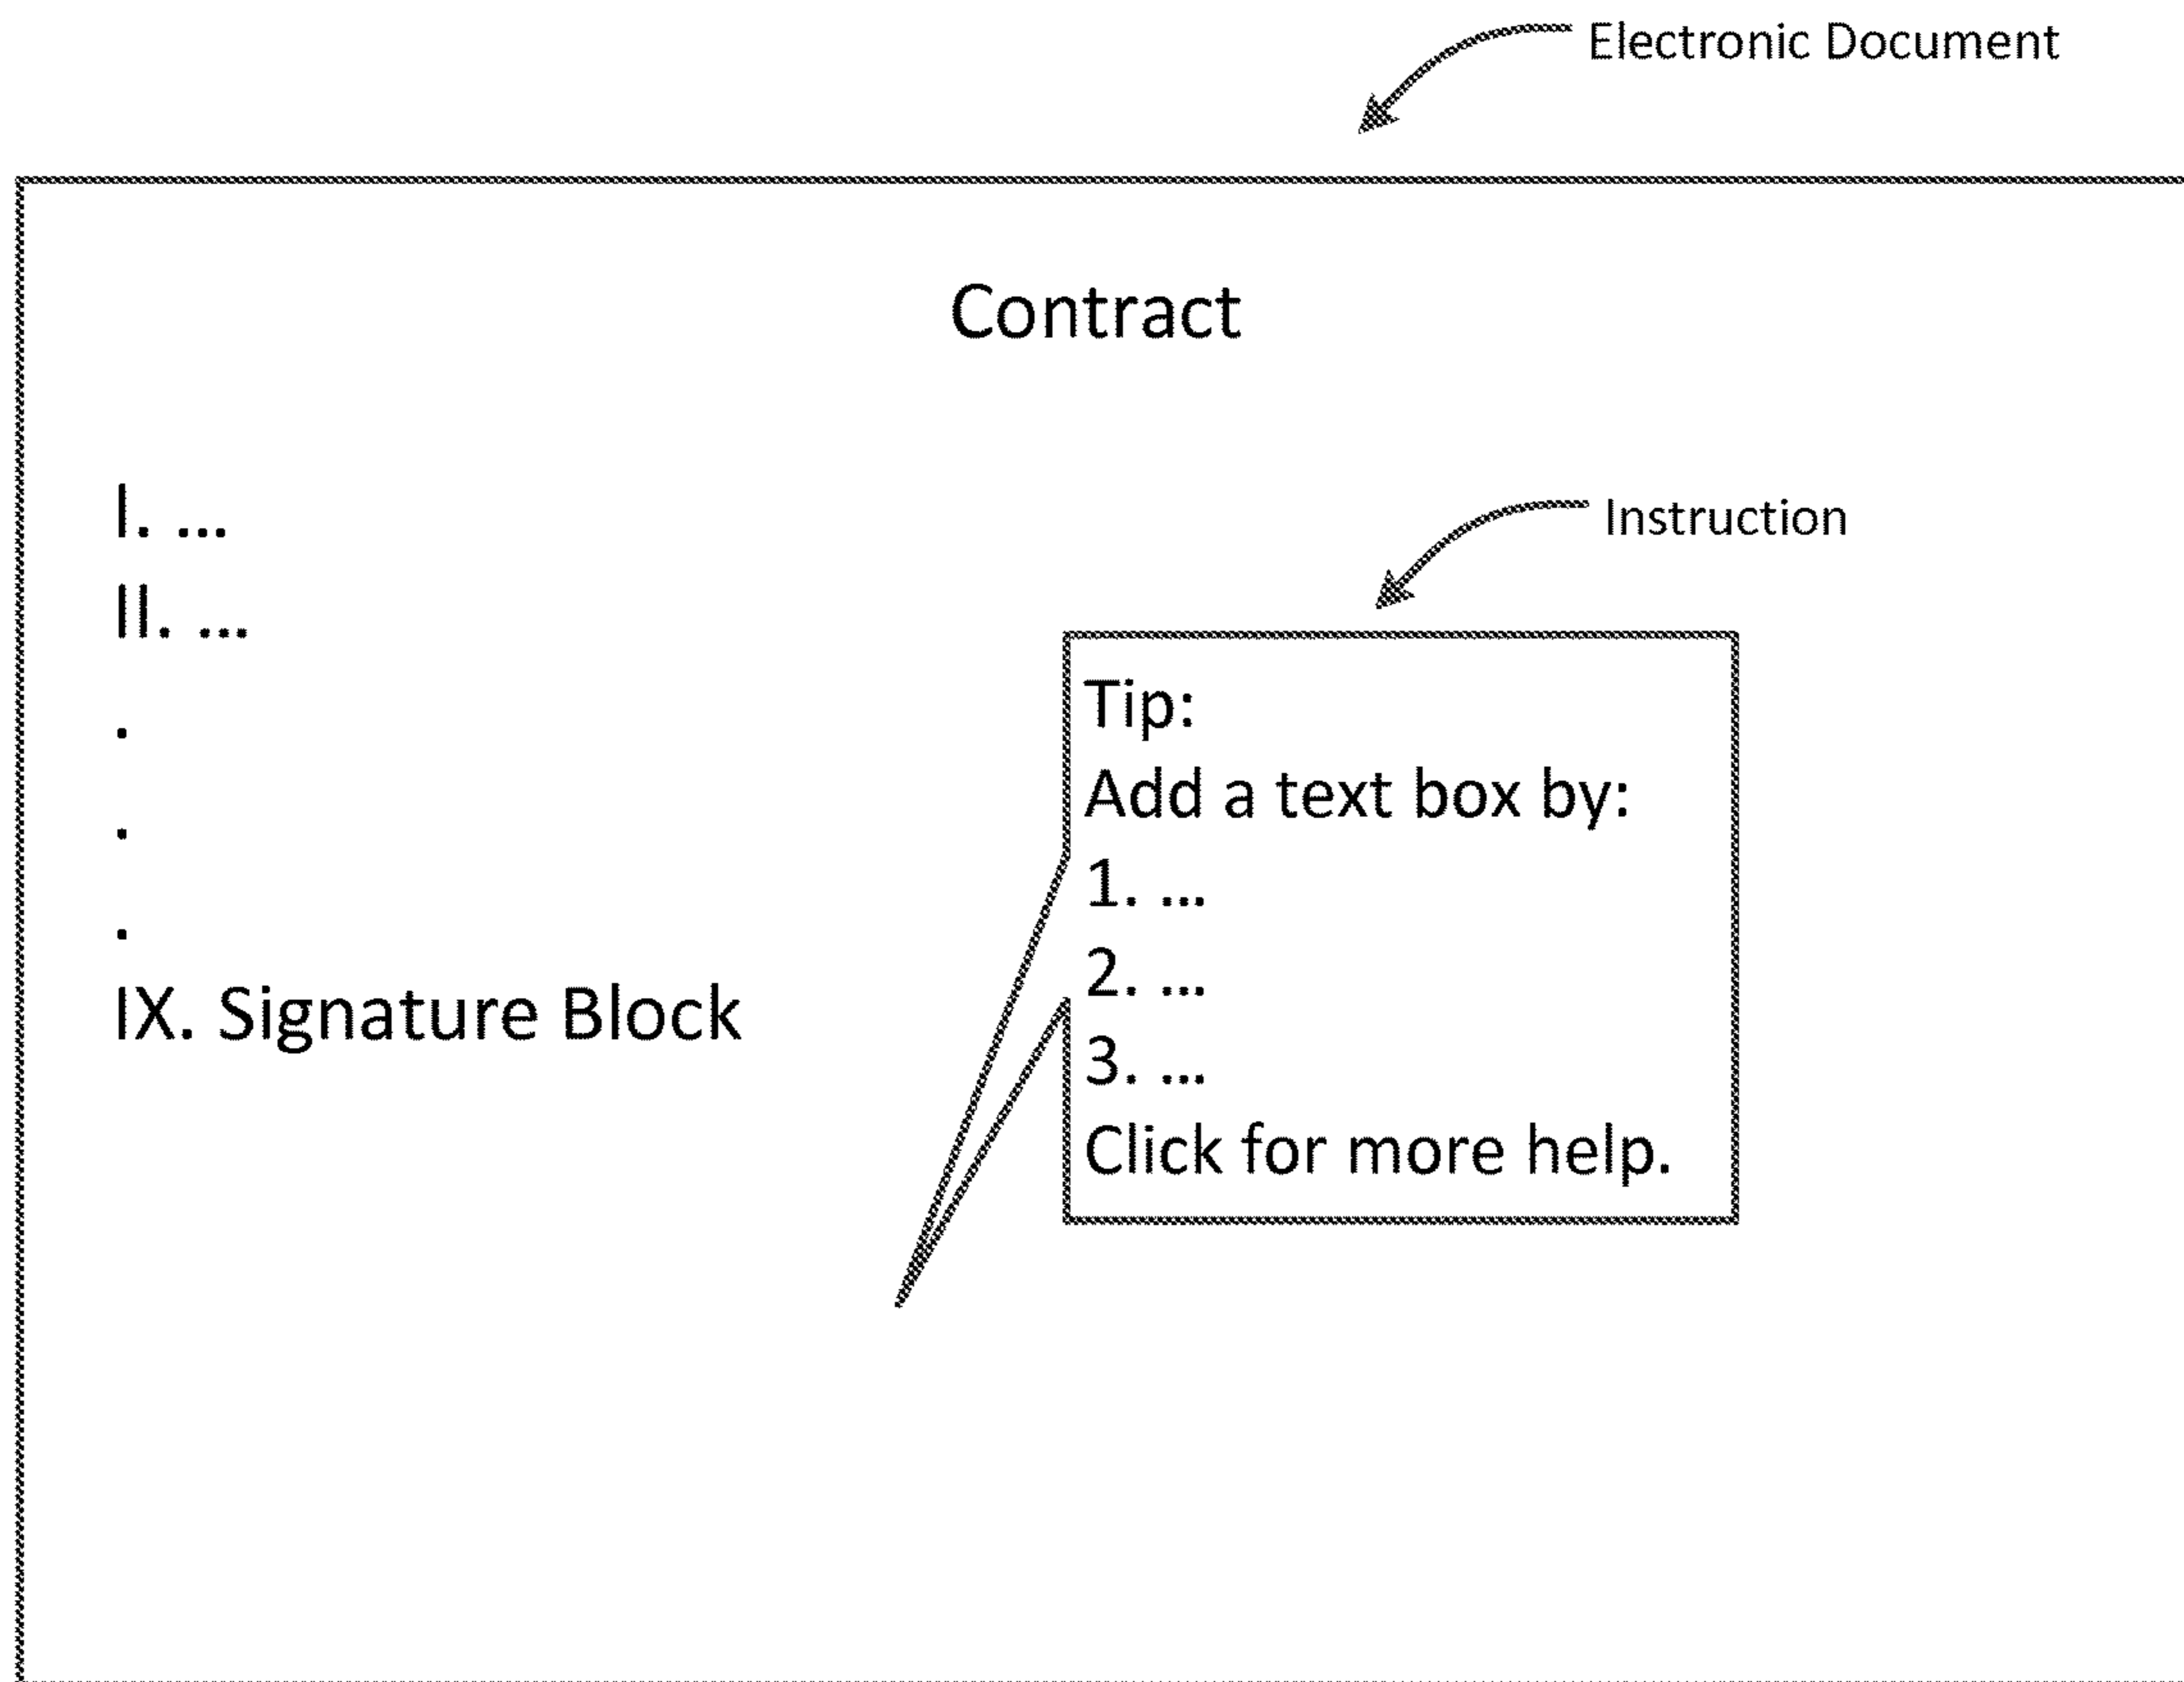 Electronic Document
Contract
I. ...
II. ...
.
.
.
IX. Signature Block
Instruction
Tip:
Add a text box by:
1. ...
2. ...
3. ...
Click for more help.